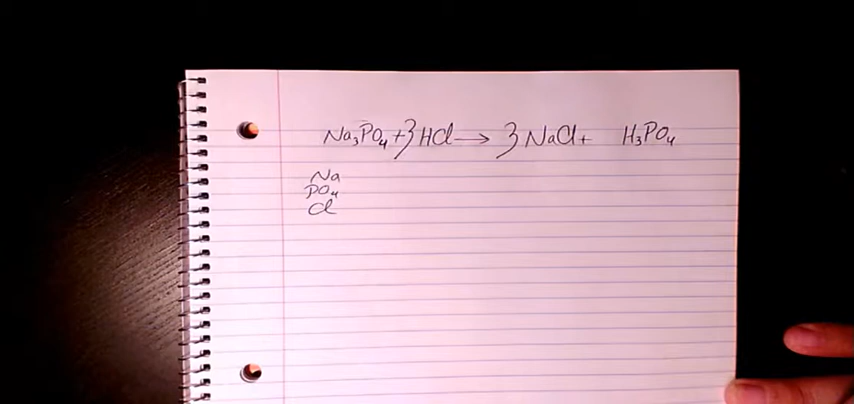 Na₃PO₄ + 3 HCl → 3 NaCl + H₃PO₄
Na
PO₄
Cl